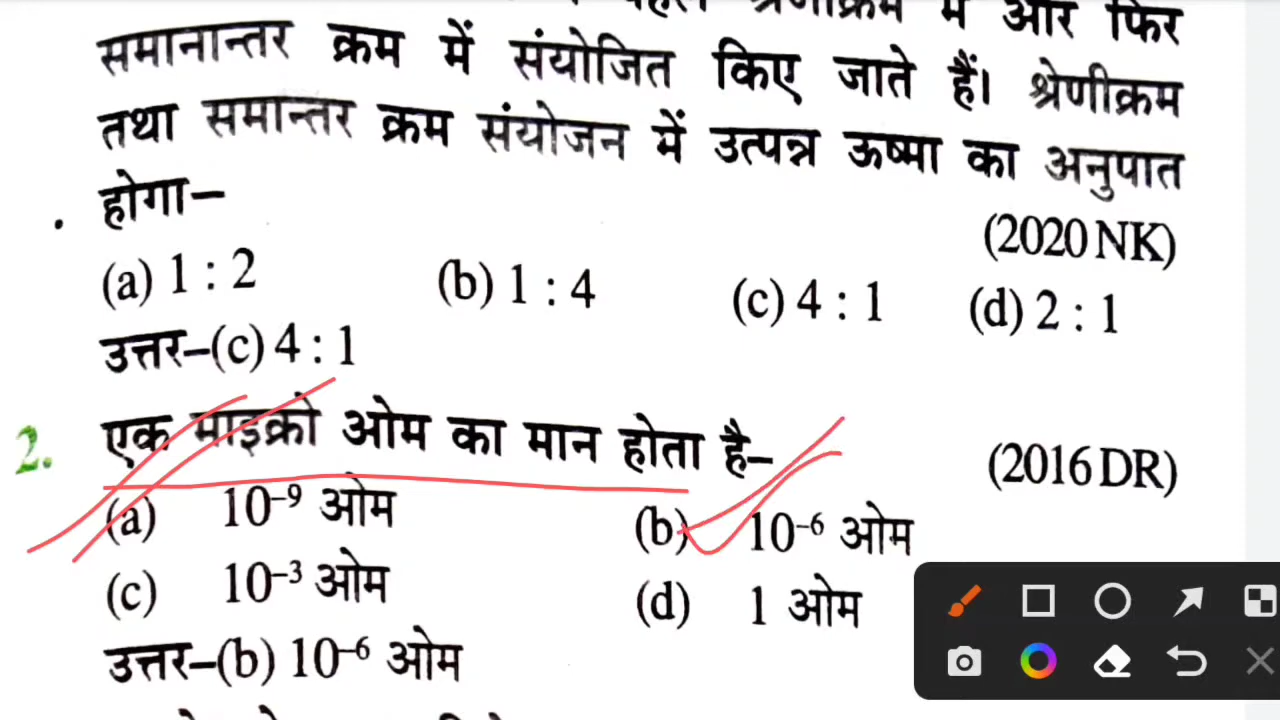 श्रेणीक्रम में और फिर
समानान्तर क्रम में संयोजित किए जाते हैं। श्रेणीक्रम
तथा समान्तर क्रम संयोजन में उत्पन्न ऊष्मा का अनुपात
होगा–
(2020 NK)
(a) 1 : 2 (b) 1 : 4 (c) 4 : 1 (d) 2 : 1
उत्तर–(c) 4 : 1
2. एक माइक्रो ओम का मान होता है–
(2016 DR)
(a) 10⁻⁹ ओम (b) 10⁻⁶ ओम
(c) 10⁻³ ओम (d) 1 ओम
उत्तर–(b) 10⁻⁶ ओम